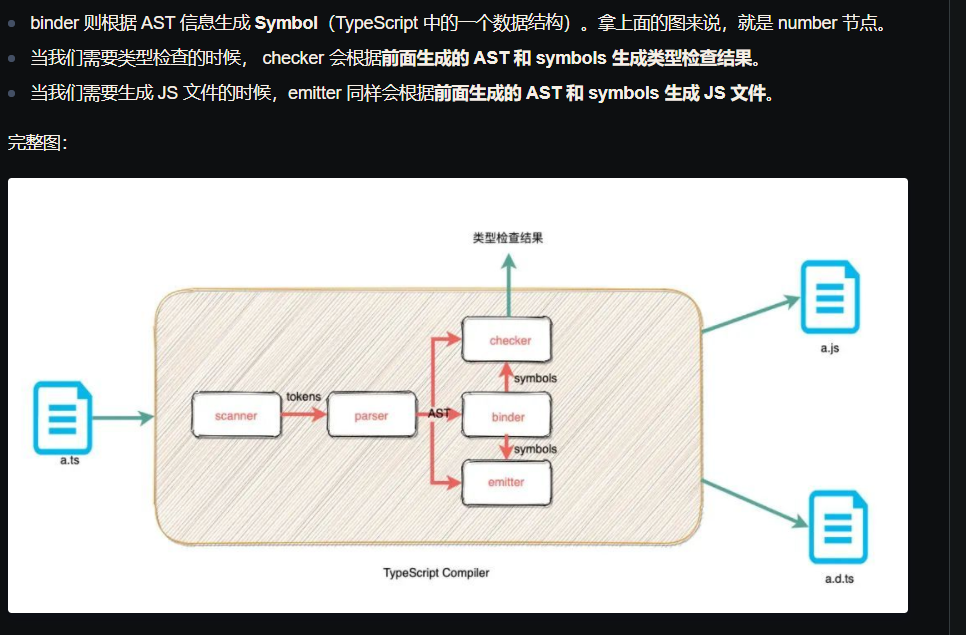 binder 则根据 AST 信息生成 Symbol（TypeScript 中的一个数据结构）。拿上面的图来说，就是 number 节点。
当我们需要类型检查的时候， checker 会根据前面生成的 AST 和 symbols 生成类型检查结果。
当我们需要生成 JS 文件的时候，emitter 同样会根据前面生成的 AST 和 symbols 生成 JS 文件。
完整图：
类型检查结果
checker
a.js
symbols
tokens
scanner
parser
AST
binder
a.ts
symbols
emitter
TypeScript Compiler
a.d.ts